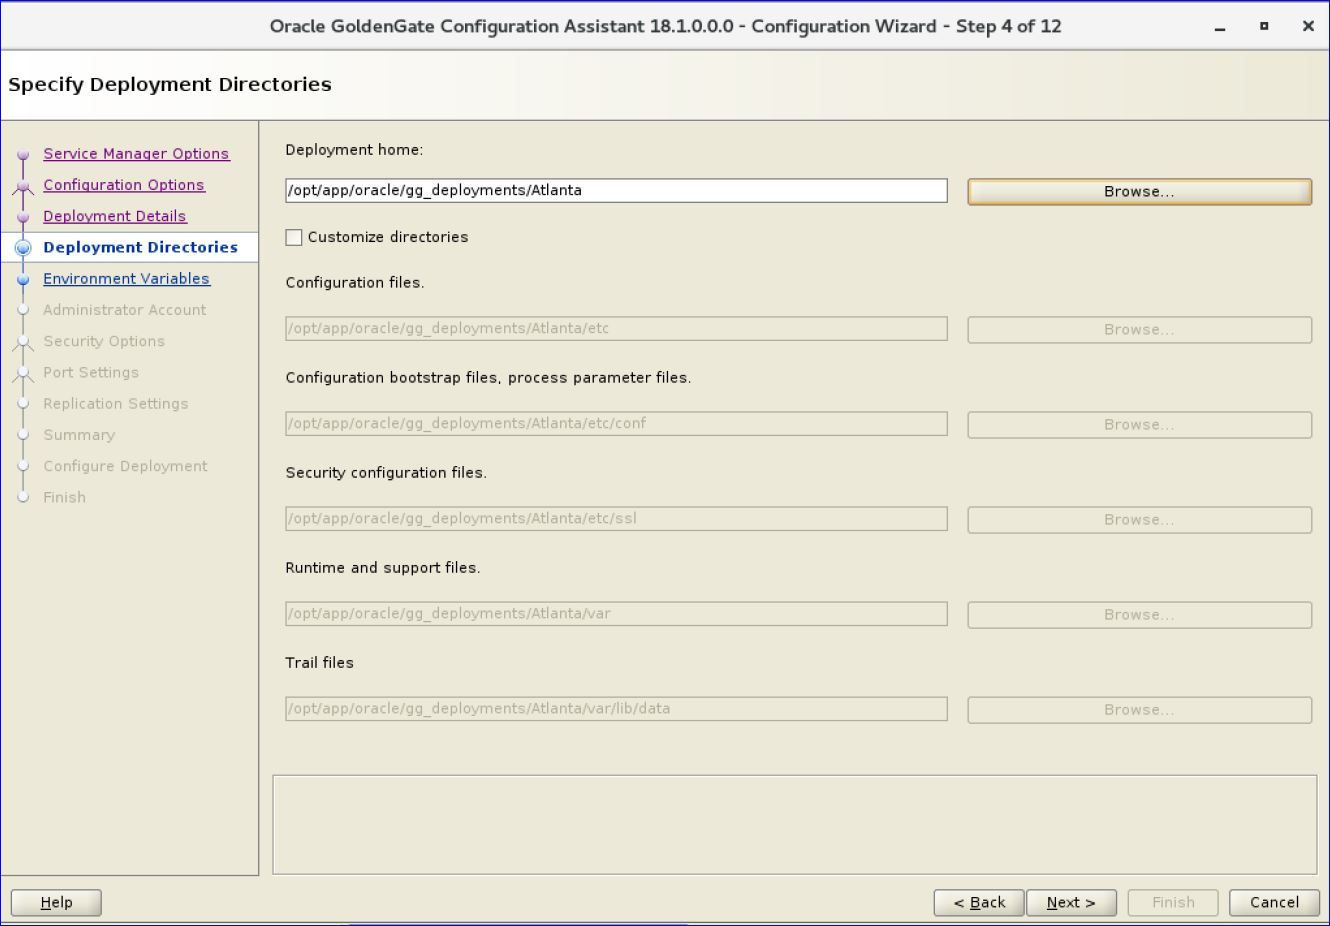 Oracle GoldenGate Configuration Assistant 18.1.0.0.0 - Configuration Wizard - Step 4 of 12
Specify Deployment Directories
Service Manager Options
Configuration Options
Deployment Details
Deployment Directories
Environment Variables
Administrator Account
Security Options
Port Settings
Replication Settings
Summary
Configure Deployment
Finish
Deployment home:
/opt/app/oracle/gg_deployments/Atlanta
Browse...
Customize directories
Configuration files.
/opt/app/oracle/gg_deployments/Atlanta/etc
Browse...
Configuration bootstrap files, process parameter files.
/opt/app/oracle/gg_deployments/Atlanta/etc/conf
Browse...
Security configuration files.
/opt/app/oracle/gg_deployments/Atlanta/etc/ssl
Browse...
Runtime and support files.
/opt/app/oracle/gg_deployments/Atlanta/var
Browse...
Trail files
/opt/app/oracle/gg_deployments/Atlanta/var/lib/data
Browse...
Help
< Back
Next >
Finish
Cancel